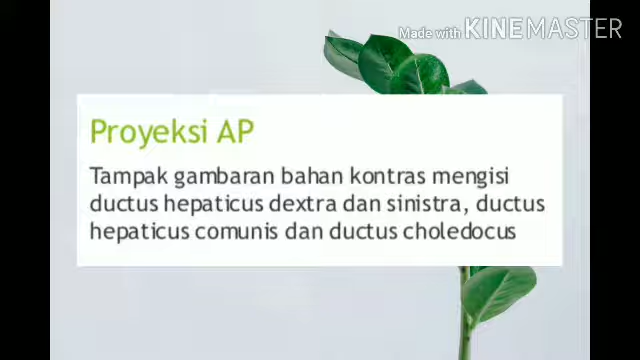 Made with KINEMASTER
Proyeksi AP
Tampak gambaran bahan kontras mengisi
ductus hepaticus dextra dan sinistra, ductus
hepaticus comunis dan ductus choledocus